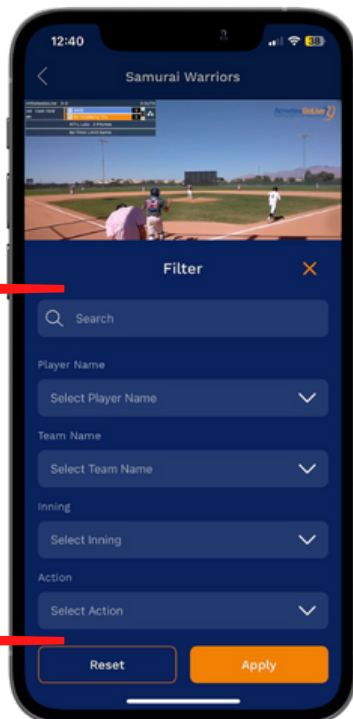 12:40
38
Samurai Warriors
Filter
Search
Player Name
Select Player Name
Team Name
Select Team Name
Inning
Select Inning
Action
Select Action
Reset
Apply